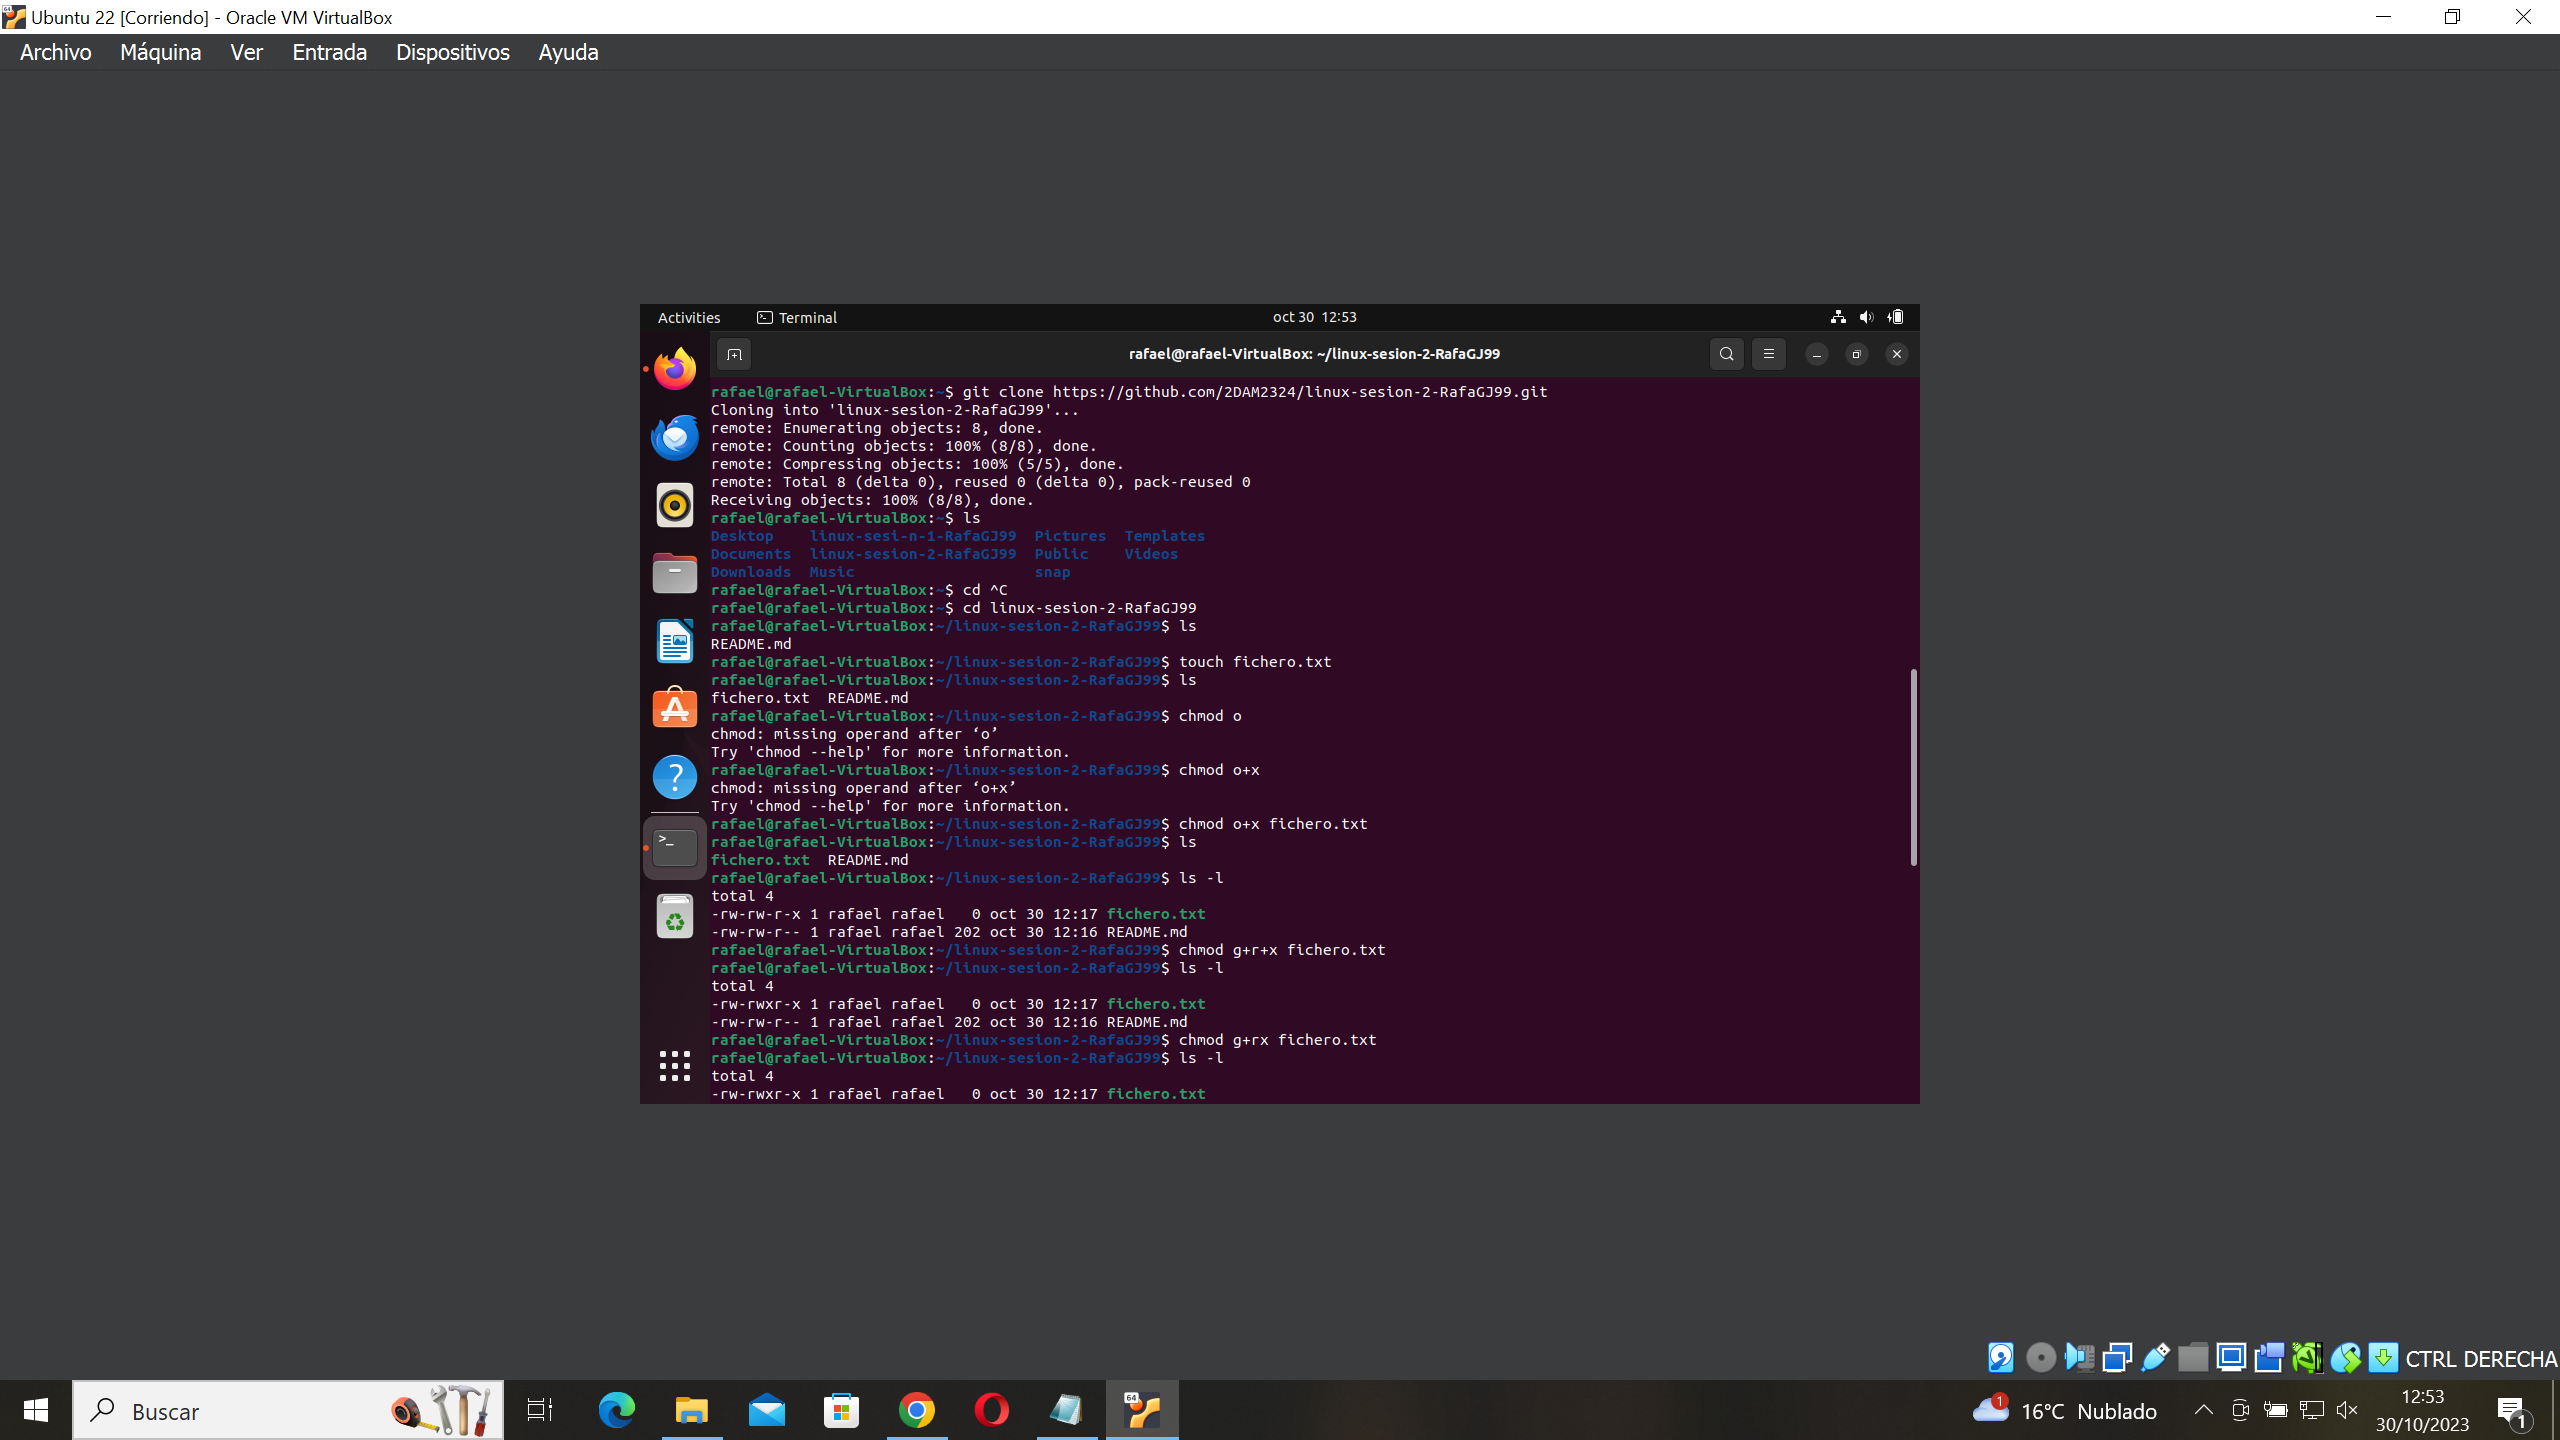 Ubuntu 22 [Corriendo] - Oracle VM VirtualBox
Archivo Máquina Ver Entrada Dispositivos Ayuda
Activities Terminal oct 30 12:53
rafael@rafael-VirtualBox: ~/linux-sesion-2-RafaGJ99
rafael@rafael-VirtualBox:~$ git clone https://github.com/2DAM2324/linux-sesion-2-RafaGJ99.git
Cloning into 'linux-sesion-2-RafaGJ99'...
remote: Enumerating objects: 8, done.
remote: Counting objects: 100% (8/8), done.
remote: Compressing objects: 100% (5/5), done.
remote: Total 8 (delta 0), reused 0 (delta 0), pack-reused 0
Receiving objects: 100% (8/8), done.
rafael@rafael-VirtualBox:~$ ls
Desktop linux-sesi-n-1-RafaGJ99 Pictures Templates
Documents linux-sesion-2-RafaGJ99 Public Videos
Downloads Music snap
rafael@rafael-VirtualBox:~$ cd ^C
rafael@rafael-VirtualBox:~$ cd linux-sesion-2-RafaGJ99
rafael@rafael-VirtualBox:~/linux-sesion-2-RafaGJ99$ ls
README.md
rafael@rafael-VirtualBox:~/linux-sesion-2-RafaGJ99$ touch fichero.txt
rafael@rafael-VirtualBox:~/linux-sesion-2-RafaGJ99$ ls
fichero.txt README.md
rafael@rafael-VirtualBox:~/linux-sesion-2-RafaGJ99$ chmod o
chmod: missing operand after ‘o’
Try 'chmod --help' for more information.
rafael@rafael-VirtualBox:~/linux-sesion-2-RafaGJ99$ chmod o+x
chmod: missing operand after ‘o+x’
Try 'chmod --help' for more information.
rafael@rafael-VirtualBox:~/linux-sesion-2-RafaGJ99$ chmod o+x fichero.txt
rafael@rafael-VirtualBox:~/linux-sesion-2-RafaGJ99$ ls
fichero.txt README.md
rafael@rafael-VirtualBox:~/linux-sesion-2-RafaGJ99$ ls -l
total 4
-rw-rw-r-x 1 rafael rafael 0 oct 30 12:17 fichero.txt
-rw-rw-r-- 1 rafael rafael 202 oct 30 12:16 README.md
rafael@rafael-VirtualBox:~/linux-sesion-2-RafaGJ99$ chmod g+r+x fichero.txt
rafael@rafael-VirtualBox:~/linux-sesion-2-RafaGJ99$ ls -l
total 4
-rw-rwxr-x 1 rafael rafael 0 oct 30 12:17 fichero.txt
-rw-rw-r-- 1 rafael rafael 202 oct 30 12:16 README.md
rafael@rafael-VirtualBox:~/linux-sesion-2-RafaGJ99$ chmod g+rx fichero.txt
rafael@rafael-VirtualBox:~/linux-sesion-2-RafaGJ99$ ls -l
total 4
-rw-rwxr-x 1 rafael rafael 0 oct 30 12:17 fichero.txt
CTRL DERECHA
Buscar
64
1
16°C Nublado
12:53
30/10/2023
1